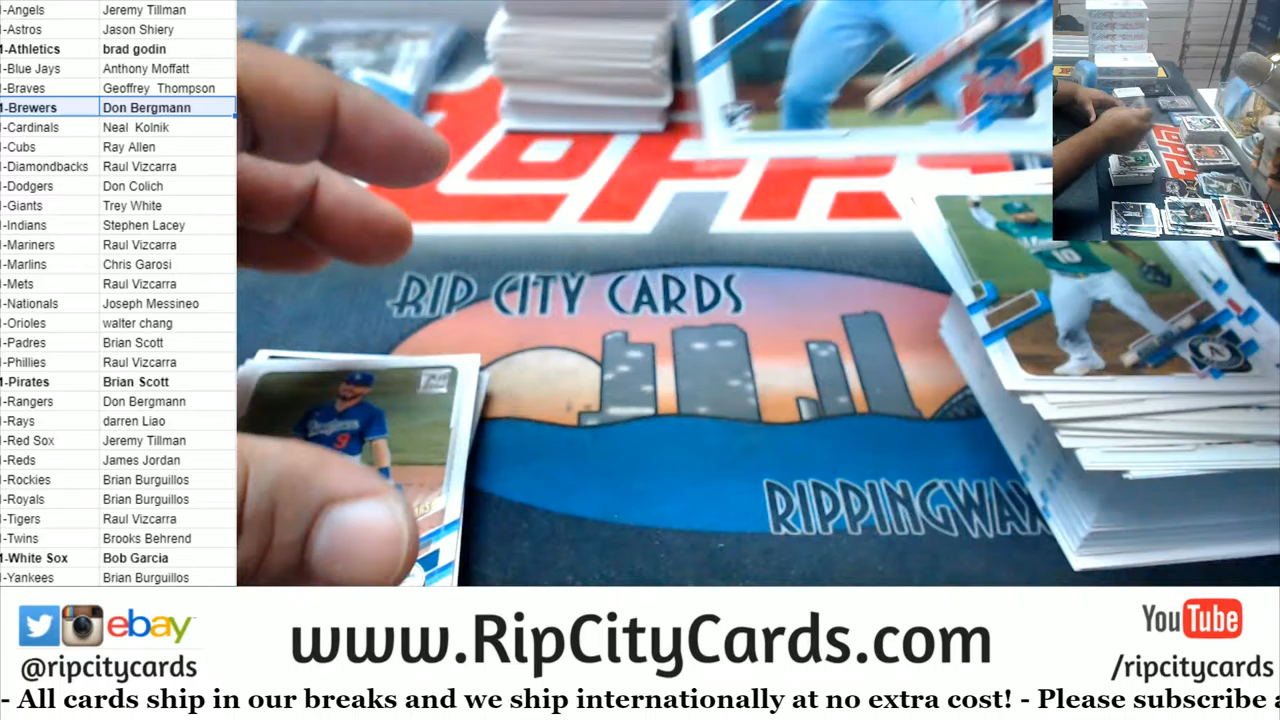 -Angels Jeremy Tillman
-Astros Jason Shiery
-Athletics brad godin
-Blue Jays Anthony Moffatt
-Braves Geoffrey Thompson
-Brewers Don Bergmann
-Cardinals Neal Kolnik
-Cubs Ray Allen
-Diamondbacks Raul Vizcarra
-Dodgers Don Colich
-Giants Trey White
-Indians Stephen Lacey
-Mariners Raul Vizcarra
-Marlins Chris Garosi
-Mets Raul Vizcarra
-Nationals Joseph Messineo
-Orioles walter chang
-Padres Brian Scott
-Phillies Raul Vizcarra
-Pirates Brian Scott
-Rangers Don Bergmann
-Rays darren Liao
-Red Sox Jeremy Tillman
-Reds James Jordan
-Rockies Brian Burguillos
-Royals Brian Burguillos
-Tigers Raul Vizcarra
-Twins Brooks Behrend
-White Sox Bob Garcia
-Yankees Brian Burguillos
RIP CITY CARDS
RIPPINGWAX
10
Dodgers
9
ebay
@ripcitycards
www.RipCityCards.com
YouTube
/ripcitycards
- All cards ship in our breaks and we ship internationally at no extra cost! - Please subscribe a